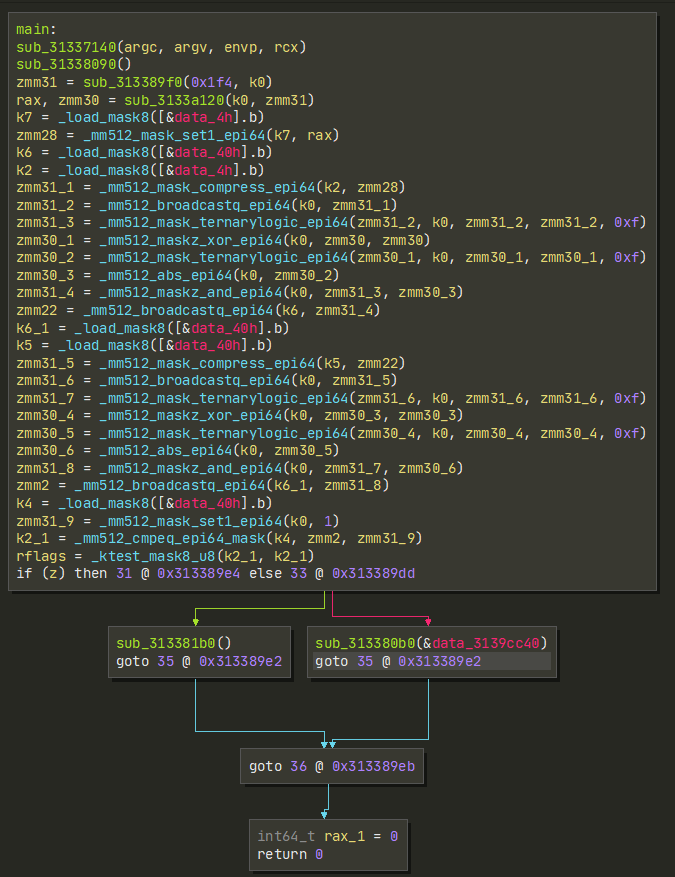 main:
sub_31337140(argc, argv, envp, rcx)
sub_31338090()
zmm31 = sub_313389f0(0x1f4, k0)
rax, zmm30 = sub_3133a120(k0, zmm31)
k7 = _load_mask8([&data_4h].b)
zmm28 = _mm512_mask_set1_epi64(k7, rax)
k6 = _load_mask8([&data_40h].b)
k2 = _load_mask8([&data_4h].b)
zmm31_1 = _mm512_mask_compress_epi64(k2, zmm28)
zmm31_2 = _mm512_broadcastq_epi64(k0, zmm31_1)
zmm31_3 = _mm512_mask_ternarylogic_epi64(zmm31_2, k0, zmm31_2, zmm31_2, 0xf)
zmm30_1 = _mm512_maskz_xor_epi64(k0, zmm30, zmm30)
zmm30_2 = _mm512_mask_ternarylogic_epi64(zmm30_1, k0, zmm30_1, zmm30_1, 0xf)
zmm30_3 = _mm512_abs_epi64(k0, zmm30_2)
zmm31_4 = _mm512_maskz_and_epi64(k0, zmm31_3, zmm30_3)
zmm22 = _mm512_broadcastq_epi64(k6, zmm31_4)
k6_1 = _load_mask8([&data_40h].b)
k5 = _load_mask8([&data_40h].b)
zmm31_5 = _mm512_mask_compress_epi64(k5, zmm22)
zmm31_6 = _mm512_broadcastq_epi64(k0, zmm31_5)
zmm31_7 = _mm512_mask_ternarylogic_epi64(zmm31_6, k0, zmm31_6, zmm31_6, 0xf)
zmm30_4 = _mm512_maskz_xor_epi64(k0, zmm30_3, zmm30_3)
zmm30_5 = _mm512_mask_ternarylogic_epi64(zmm30_4, k0, zmm30_4, zmm30_4, 0xf)
zmm30_6 = _mm512_abs_epi64(k0, zmm30_5)
zmm31_8 = _mm512_maskz_and_epi64(k0, zmm31_7, zmm30_6)
zmm2 = _mm512_broadcastq_epi64(k6_1, zmm31_8)
k4 = _load_mask8([&data_40h].b)
zmm31_9 = _mm512_mask_set1_epi64(k0, 1)
k2_1 = _mm512_cmpeq_epi64_mask(k4, zmm2, zmm31_9)
rflags = _ktest_mask8_u8(k2_1, k2_1)
if (z) then 31 @ 0x313389e4 else 33 @ 0x313389dd
sub_313381b0()
goto 35 @ 0x313389e2
sub_313380b0(&data_3139cc40)
goto 35 @ 0x313389e2
goto 36 @ 0x313389eb
int64_t rax_1 = 0
return 0